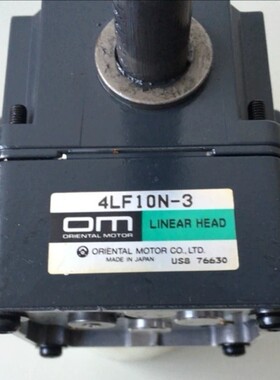 4LF10N-3
OM
ORIENTAL MOTOR
LINEAR HEAD
ORIENTAL MOTOR CO., LTD.
MADE IN JAPAN
USB 76630